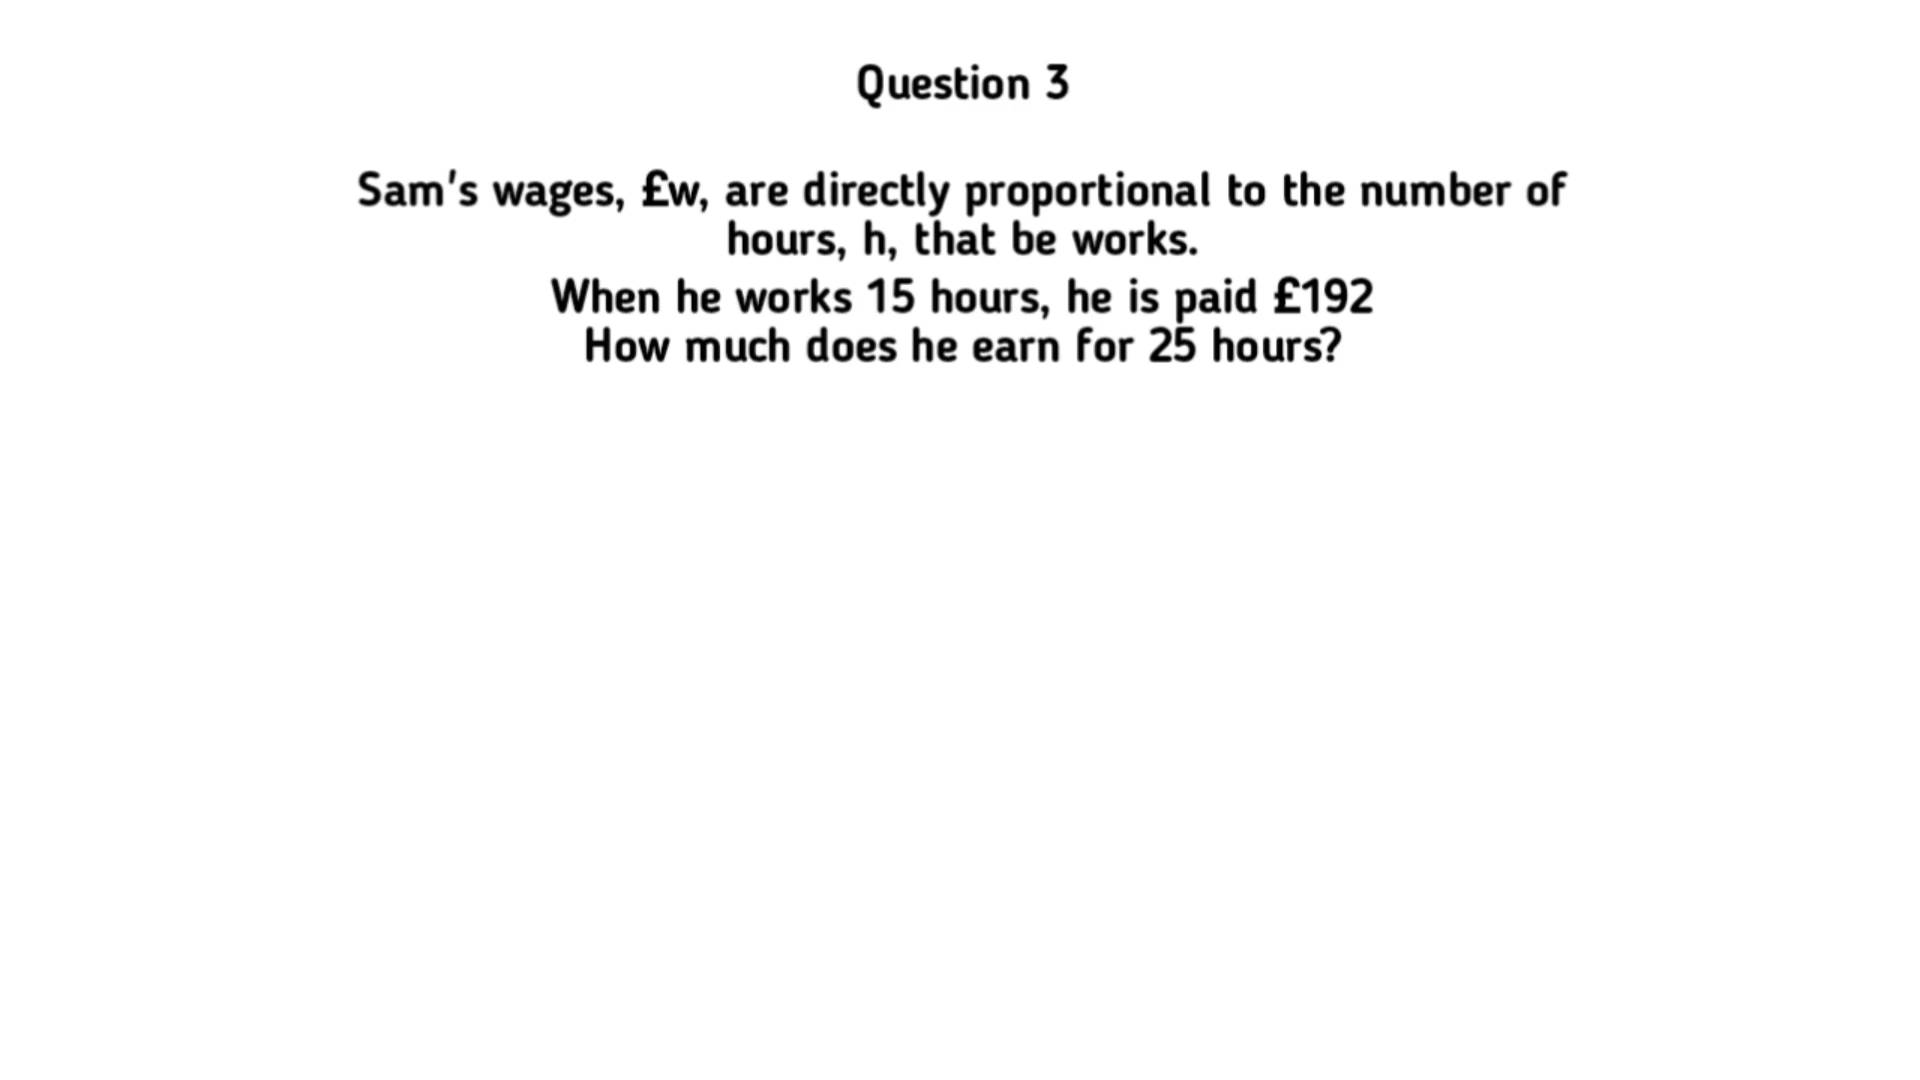 Question 3
Sam's wages, £w, are directly proportional to the number of
hours, h, that be works.
When he works 15 hours, he is paid £192
How much does he earn for 25 hours?